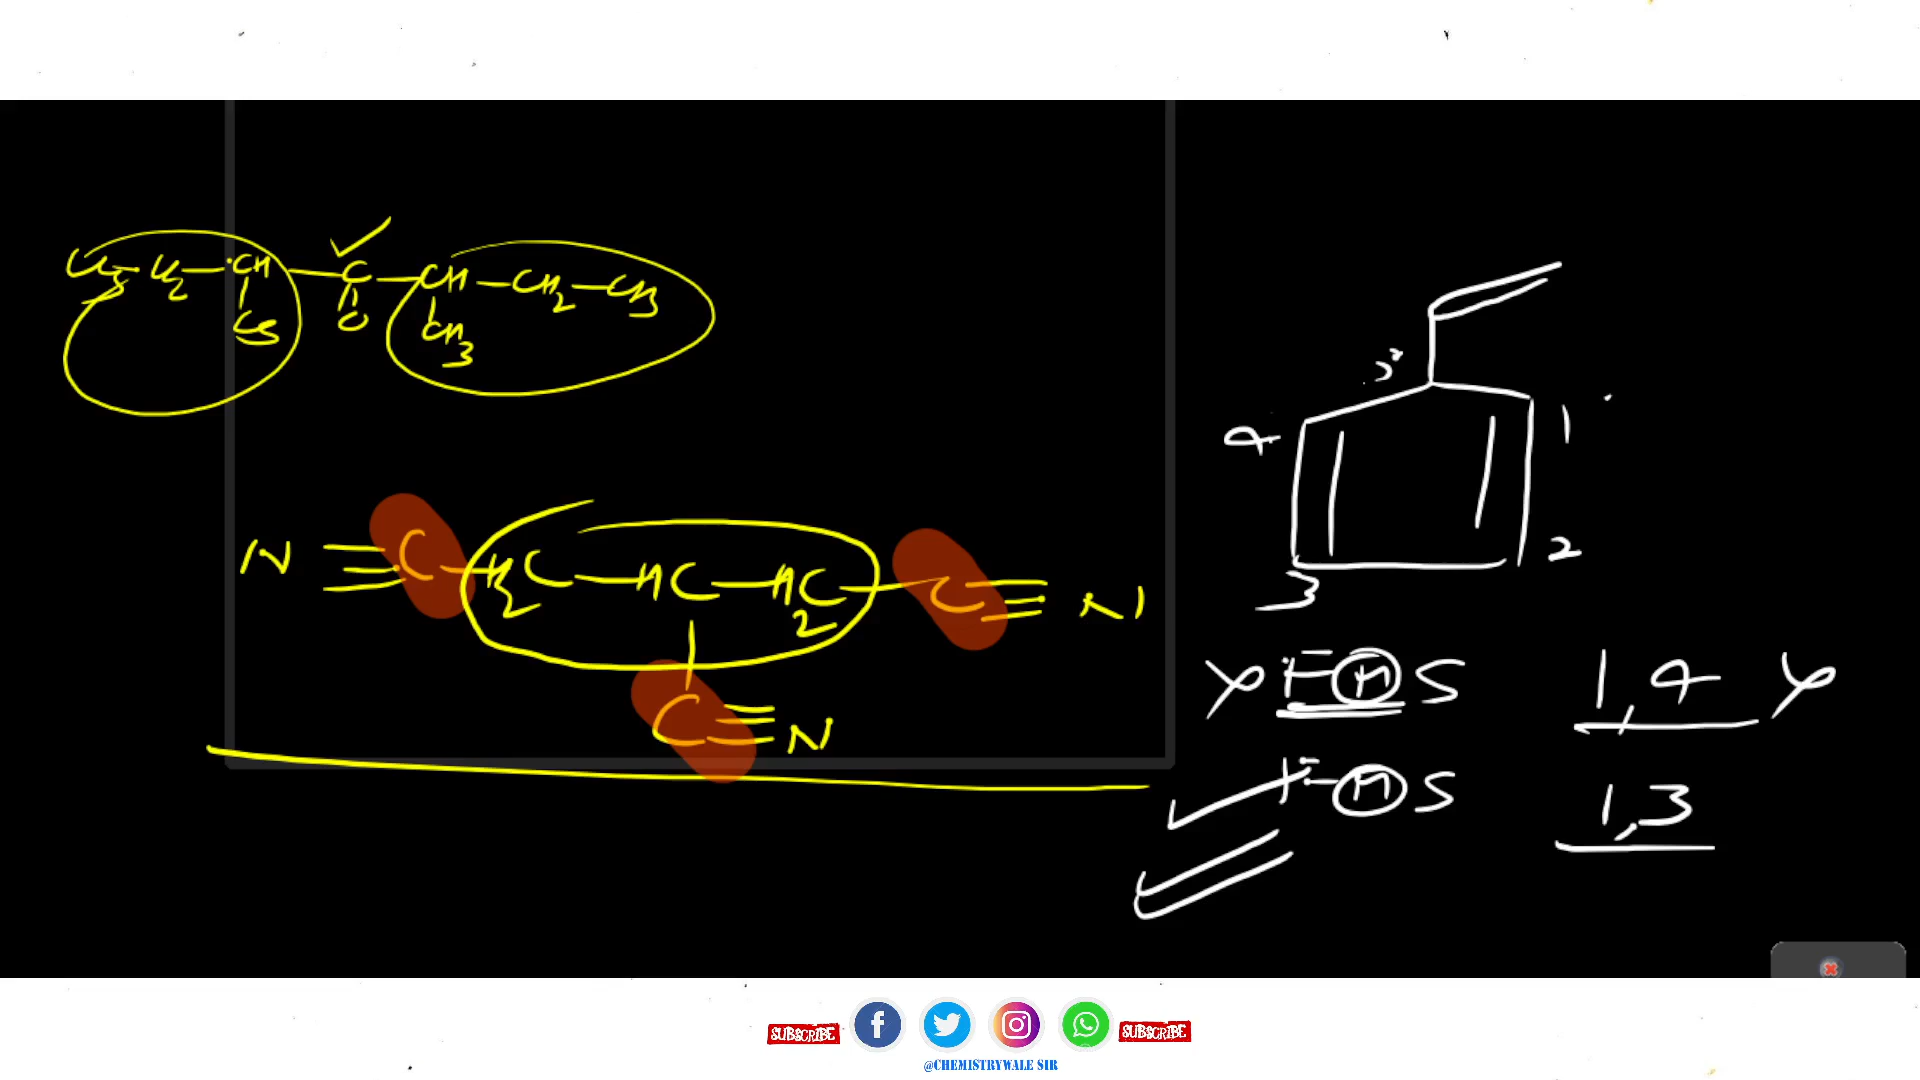 CH3 - CH2 - CH - C - CH - CH2 - CH3
CH3 O CH3
N ≡ C - H2C - HC - H2C - C ≡ N
C ≡ N
4 1
3 2
+M S 1,4
+M S 1,3
SUBSCRIBE SUBSCRIBE
@CHEMISTRYWALE SIR